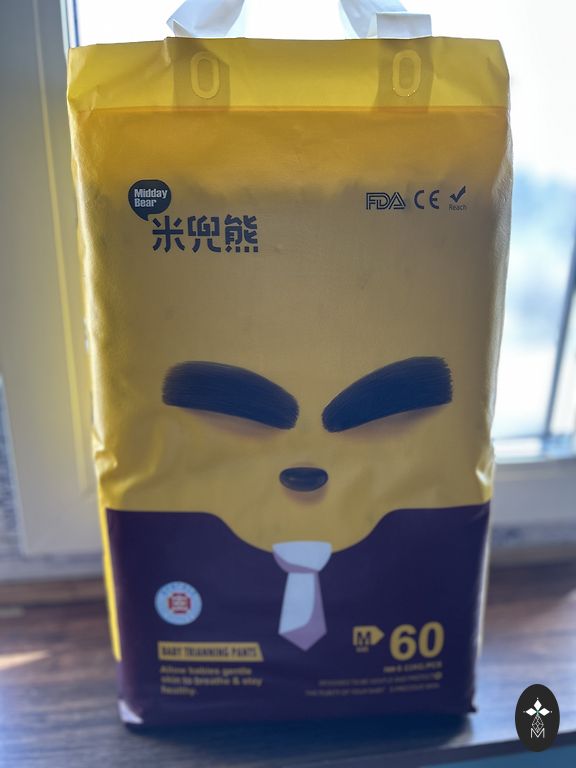 Midday
Bear
米兜熊
FDA CE
Reach
BABY TRIANNING PANTS
Allow babies gentle
skin to breathe & stay
healthy.
M 60
M